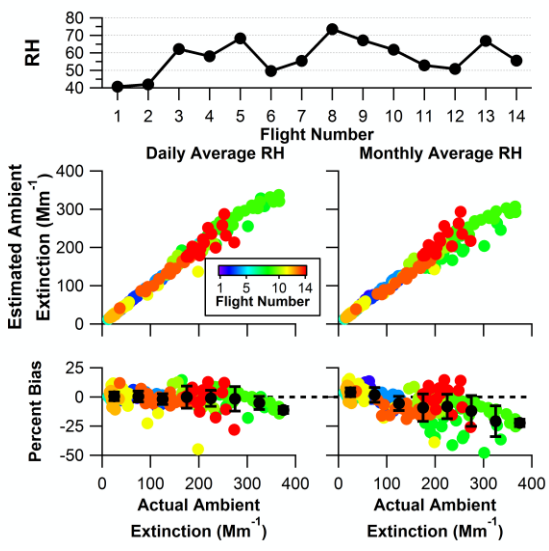 80
70
60
50
40
RH
1 2 3 4 5 6 7 8 9 10 11 12 13 14
Flight Number
Daily Average RH
Monthly Average RH
Estimated Ambient
Extinction (Mm⁻¹)
400
300
200
100
0
1 5 10 14
Flight Number
Percent Bias
25
0
-25
-50
0 100 200 300 400
0 100 200 300 400
Actual Ambient
Extinction (Mm⁻¹)
Actual Ambient
Extinction (Mm⁻¹)